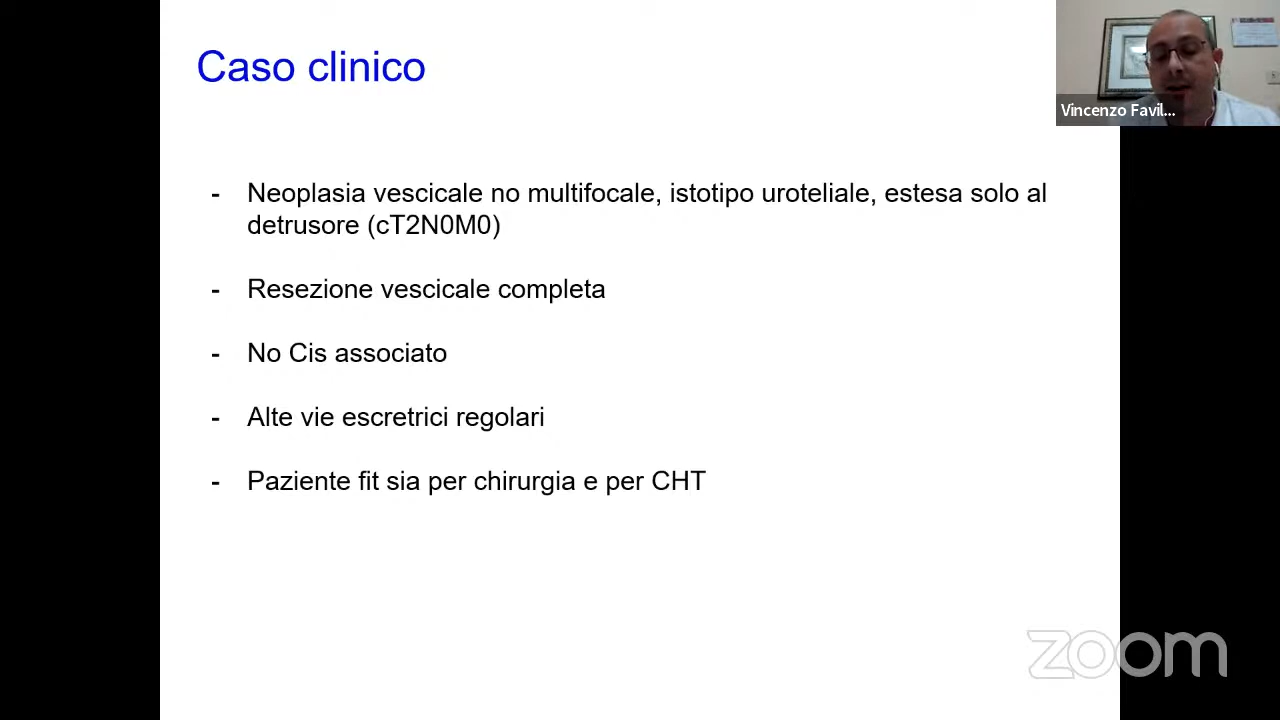 Caso clinico
Vincenzo Favil...
- Neoplasia vescicale no multifocale, istotipo uroteliale, estesa solo al
detrusore (cT2N0M0)
- Resezione vescicale completa
- No Cis associato
- Alte vie escretrici regolari
- Paziente fit sia per chirurgia e per CHT
zoom